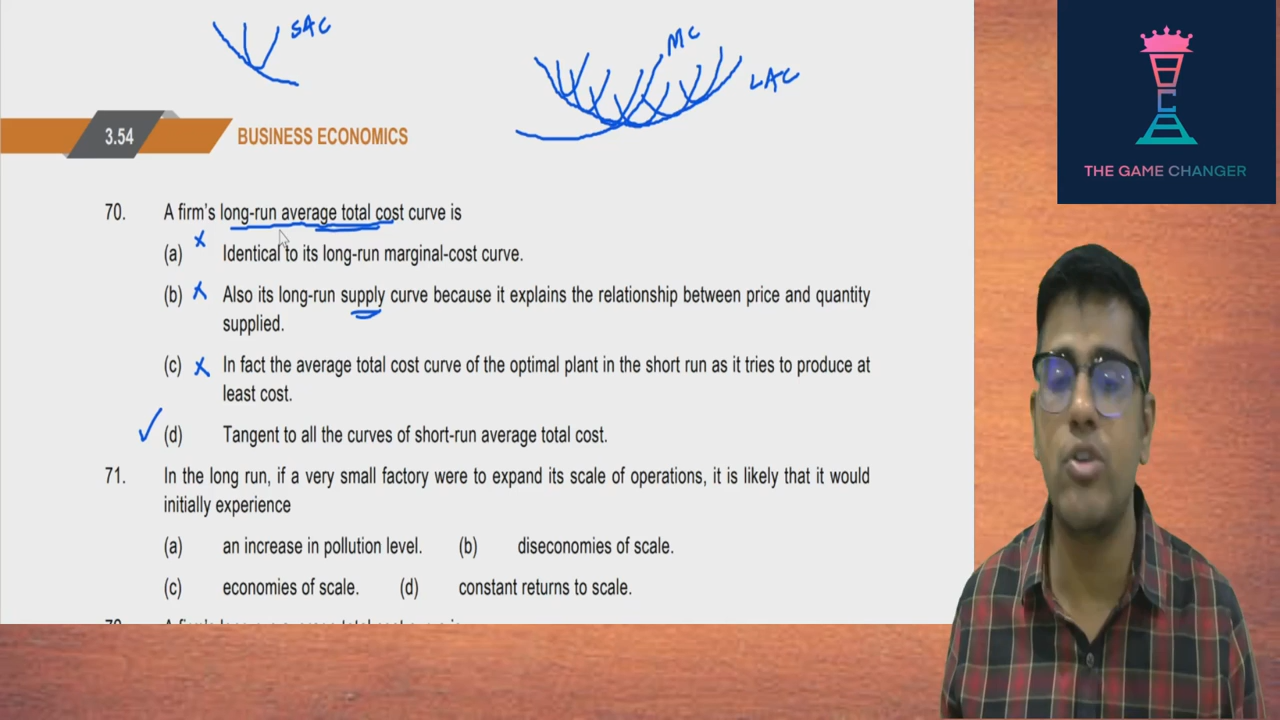 SAC
MC
LAC
3.54
BUSINESS ECONOMICS
THE GAME CHANGER
70. A firm's long-run average total cost curve is
(a) Identical to its long-run marginal-cost curve.
(b) Also its long-run supply curve because it explains the relationship between price and quantity
supplied.
(c) In fact the average total cost curve of the optimal plant in the short run as it tries to produce at
least cost.
(d) Tangent to all the curves of short-run average total cost.
71. In the long run, if a very small factory were to expand its scale of operations, it is likely that it would
initially experience
(a) an increase in pollution level. (b) diseconomies of scale.
(c) economies of scale. (d) constant returns to scale.